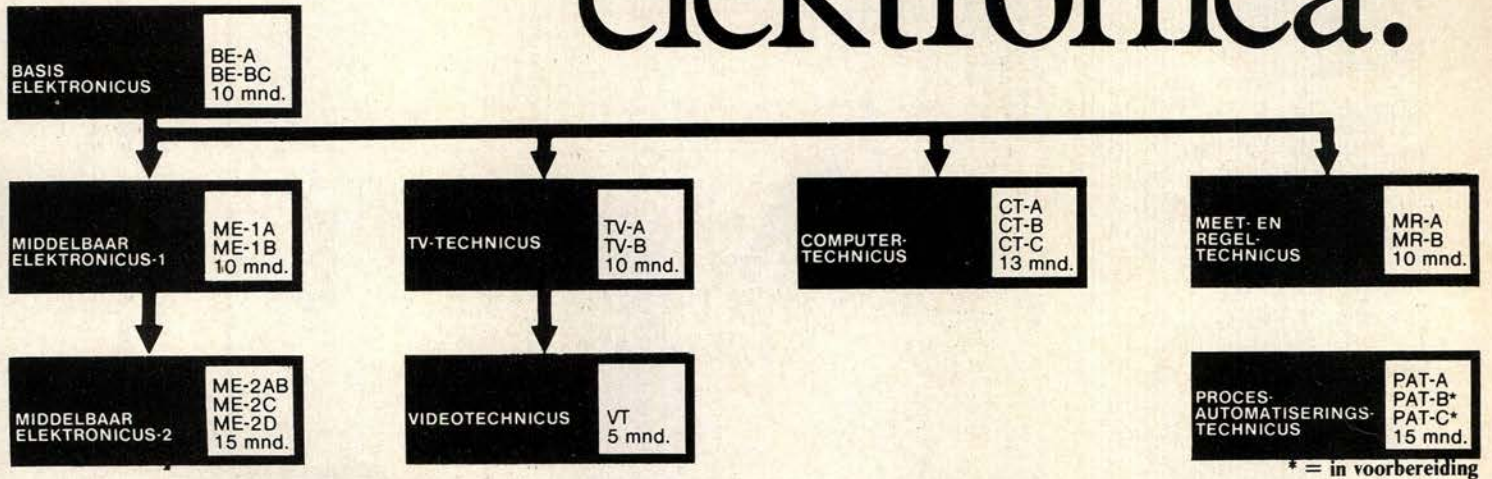 elektronica.
BASIS
ELEKTRONICUS
BE-A
BE-BC
10 mnd.
MIDDELBAAR
ELEKTRONICUS-1
ME-1A
ME-1B
10 mnd.
TV-TECHNICUS
TV-A
TV-B
10 mnd.
COMPUTER-
TECHNICUS
CT-A
CT-B
CT-C
13 mnd.
MEET- EN
REGEL-
TECHNICUS
MR-A
MR-B
10 mnd.
MIDDELBAAR
ELEKTRONICUS-2
ME-2AB
ME-2C
ME-2D
15 mnd.
VIDEOTECHNICUS
VT
5 mnd.
PROCES-
AUTOMATISERINGS-
TECHNICUS
PAT-A
PAT-B*
PAT-C*
15 mnd.
* = in voorbereiding